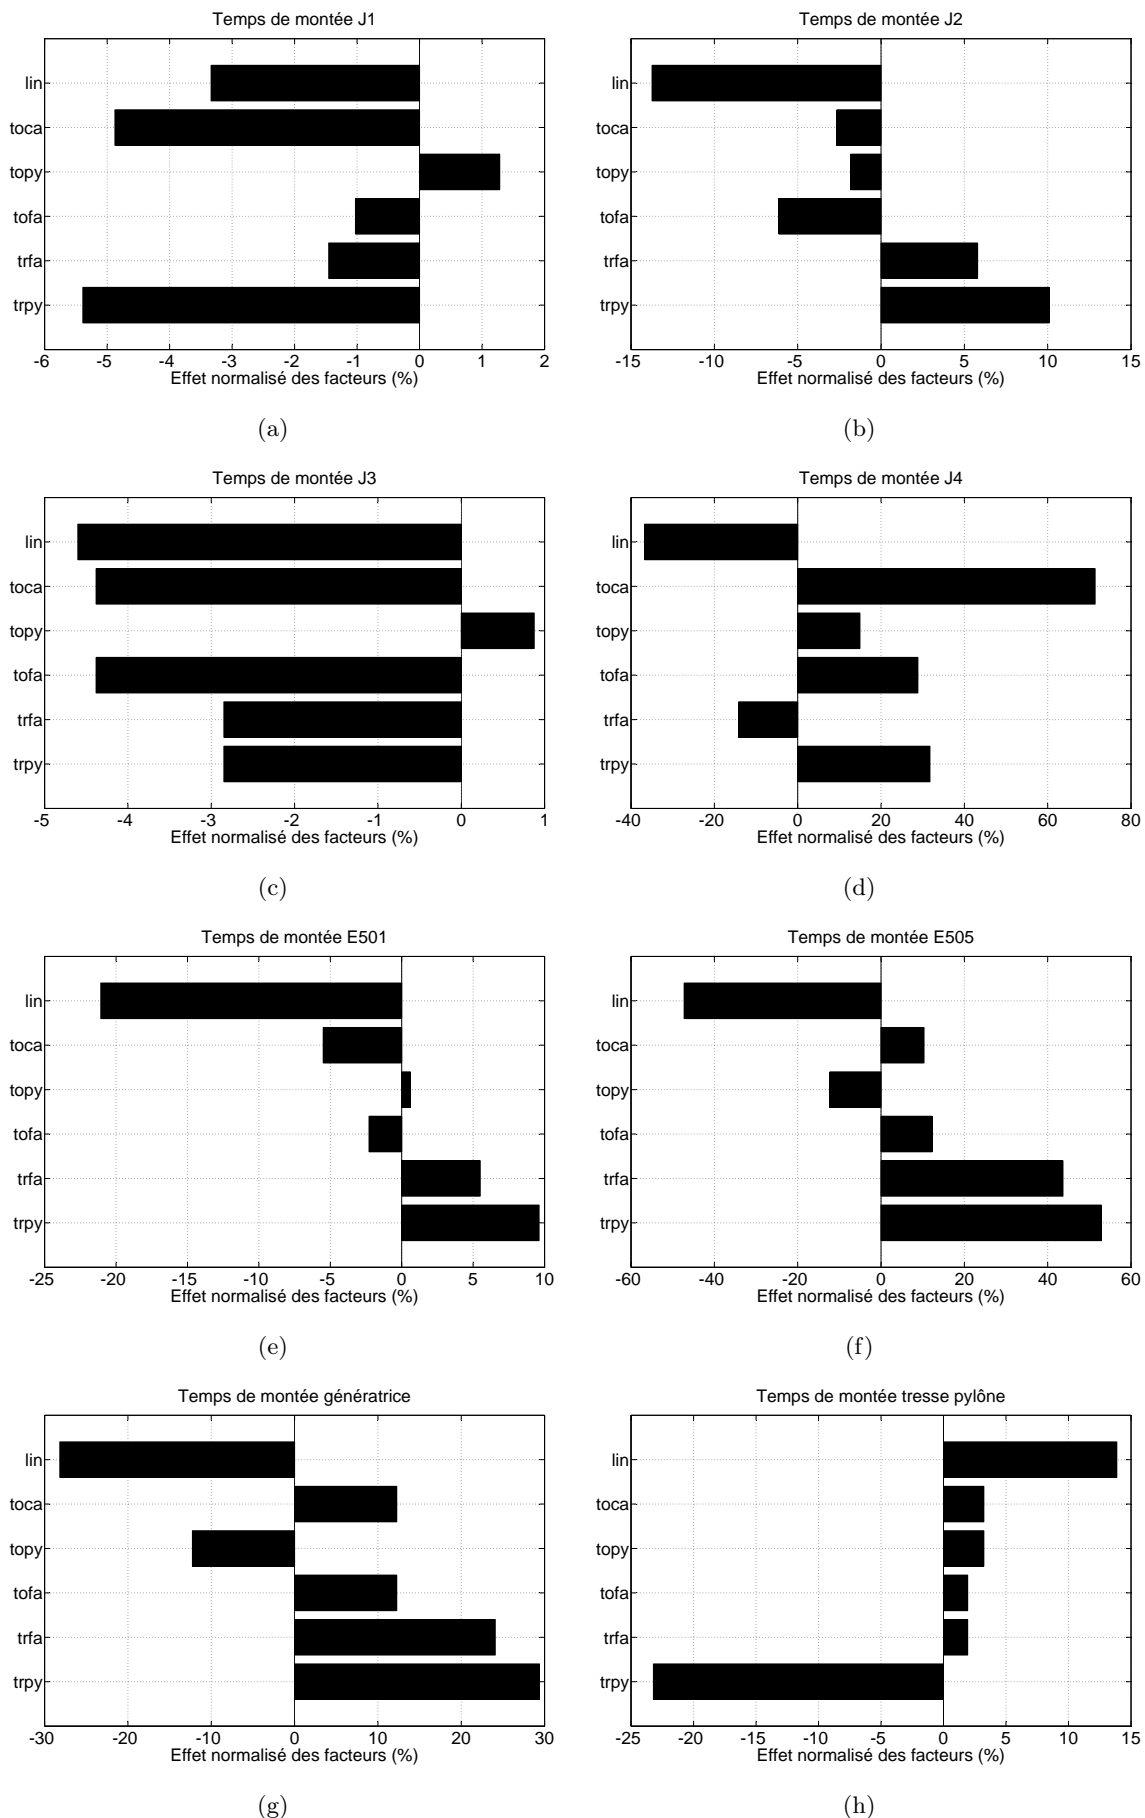 Temps de montée J1
lin
toca
topy
tofa
trfa
trpy
-6 -5 -4 -3 -2 -1 0 1 2
Effet normalisé des facteurs (%)
(a)
Temps de montée J2
lin
toca
topy
tofa
trfa
trpy
-15 -10 -5 0 5 10 15
Effet normalisé des facteurs (%)
(b)
Temps de montée J3
lin
toca
topy
tofa
trfa
trpy
-5 -4 -3 -2 -1 0 1
Effet normalisé des facteurs (%)
(c)
Temps de montée J4
lin
toca
topy
tofa
trfa
trpy
-40 -20 0 20 40 60 80
Effet normalisé des facteurs (%)
(d)
Temps de montée E501
lin
toca
topy
tofa
trfa
trpy
-25 -20 -15 -10 -5 0 5 10
Effet normalisé des facteurs (%)
(e)
Temps de montée E505
lin
toca
topy
tofa
trfa
trpy
-60 -40 -20 0 20 40 60
Effet normalisé des facteurs (%)
(f)
Temps de montée génératrice
lin
toca
topy
tofa
trfa
trpy
-30 -20 -10 0 10 20 30
Effet normalisé des facteurs (%)
(g)
Temps de montée tresse pylône
lin
toca
topy
tofa
trfa
trpy
-25 -20 -15 -10 -5 0 5 10 15
Effet normalisé des facteurs (%)
(h)